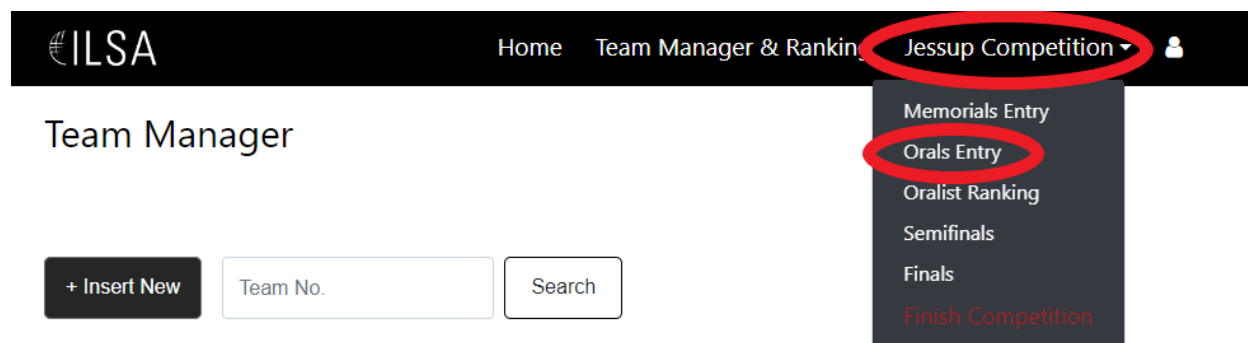 ILSA Home Team Manager & Ranking Jessup Competition
Memorials Entry
Team Manager
Orals Entry
Oralist Ranking
Semifinals
+ Insert New Team No. Search
Finals
Finish Competition